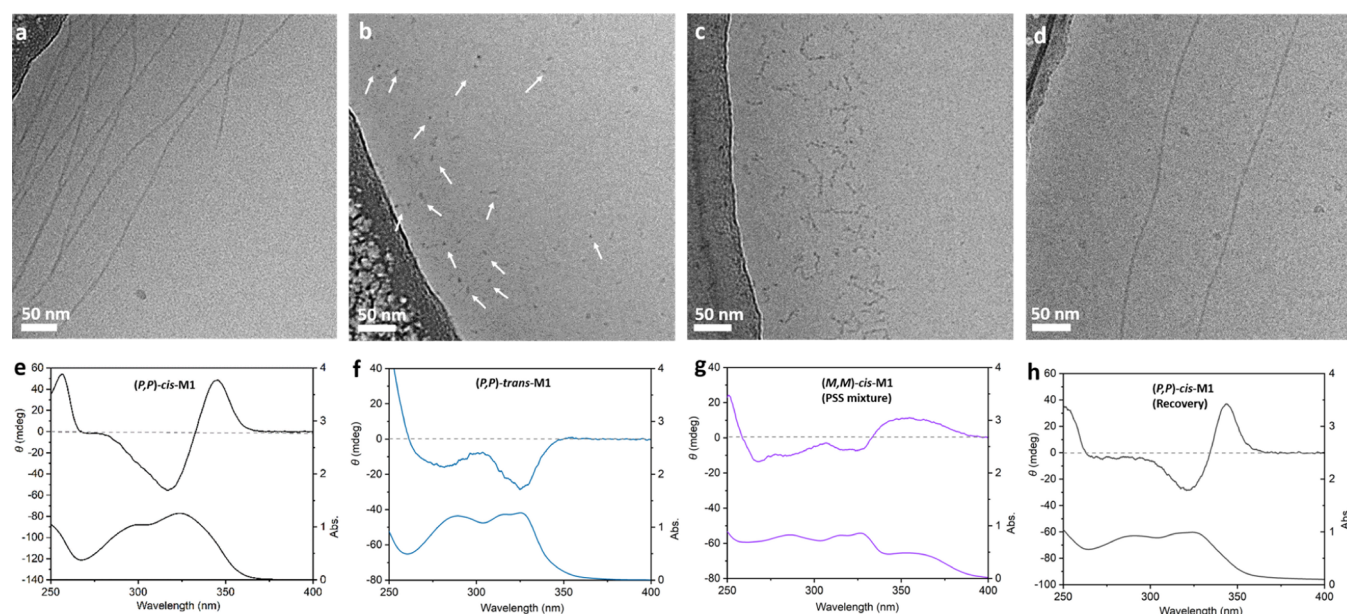 a
50 nm
b
50 nm
c
50 nm
d
50 nm
e
(P,P)-cis-M1
60
40
20
0
-20
-40
-60
-80
-100
-120
-140
θ (mdeg)
4
3
2
1
0
Abs.
250
300
350
400
Wavelength (nm)
f
(P,P)-trans-M1
40
20
0
-20
-40
-60
-80
θ (mdeg)
4
3
2
1
0
Abs.
250
300
350
400
Wavelength (nm)
g
(M,M)-cis-M1
(PSS mixture)
40
20
0
-20
-40
-60
-80
θ (mdeg)
4
3
2
1
0
Abs.
250
300
350
400
Wavelength (nm)
h
(P,P)-cis-M1
(Recovery)
60
40
20
0
-20
-40
-60
-80
-100
θ (mdeg)
4
3
2
1
0
Abs.
250
300
350
400
Wavelength (nm)